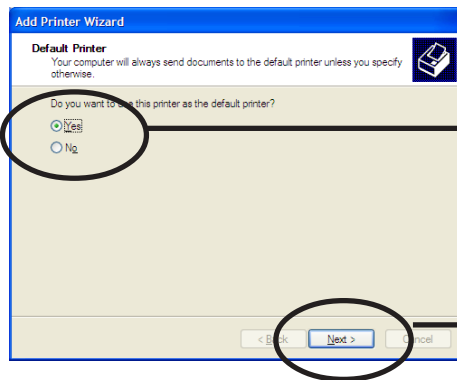 Add Printer Wizard
Default Printer
Your computer will always send documents to the default printer unless you specify
otherwise.
Do you want to use this printer as the default printer?
Yes
No
< Back
Next >
Cancel